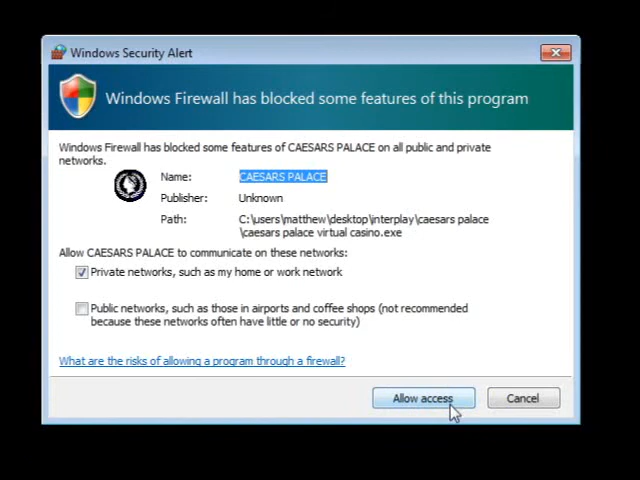 Windows Security Alert
Windows Firewall has blocked some features of this program
Windows Firewall has blocked some features of CAESARS PALACE on all public and private
networks.
Name: CAESARS PALACE
Publisher: Unknown
Path: C:\users\matthew\desktop\interplay\caesars palace
\caesars palace virtual casino.exe
Allow CAESARS PALACE to communicate on these networks:
Private networks, such as my home or work network
Public networks, such as those in airports and coffee shops (not recommended
because these networks often have little or no security)
What are the risks of allowing a program through a firewall?
Allow access Cancel